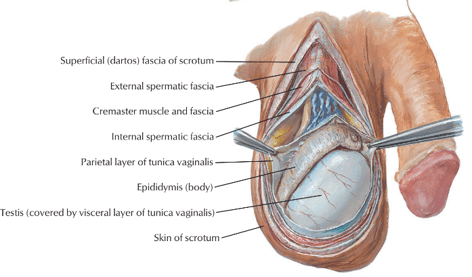 Superficial (dartos) fascia of scrotum
External spermatic fascia
Cremaster muscle and fascia
Internal spermatic fascia
Parietal layer of tunica vaginalis
Epididymis (body)
Testis (covered by visceral layer of tunica vaginalis)
Skin of scrotum